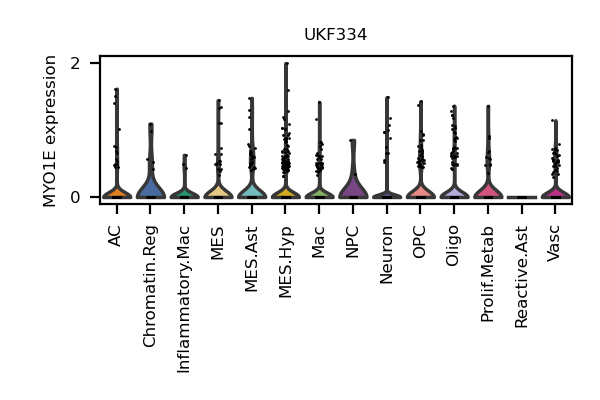 UKF334
MYO1E expression
2
0
AC
Chromatin.Reg
Inflammatory.Mac
MES
MES.Ast
MES.Hyp
Mac
NPC
Neuron
OPC
Oligo
Prolif.Metab
Reactive.Ast
Vasc